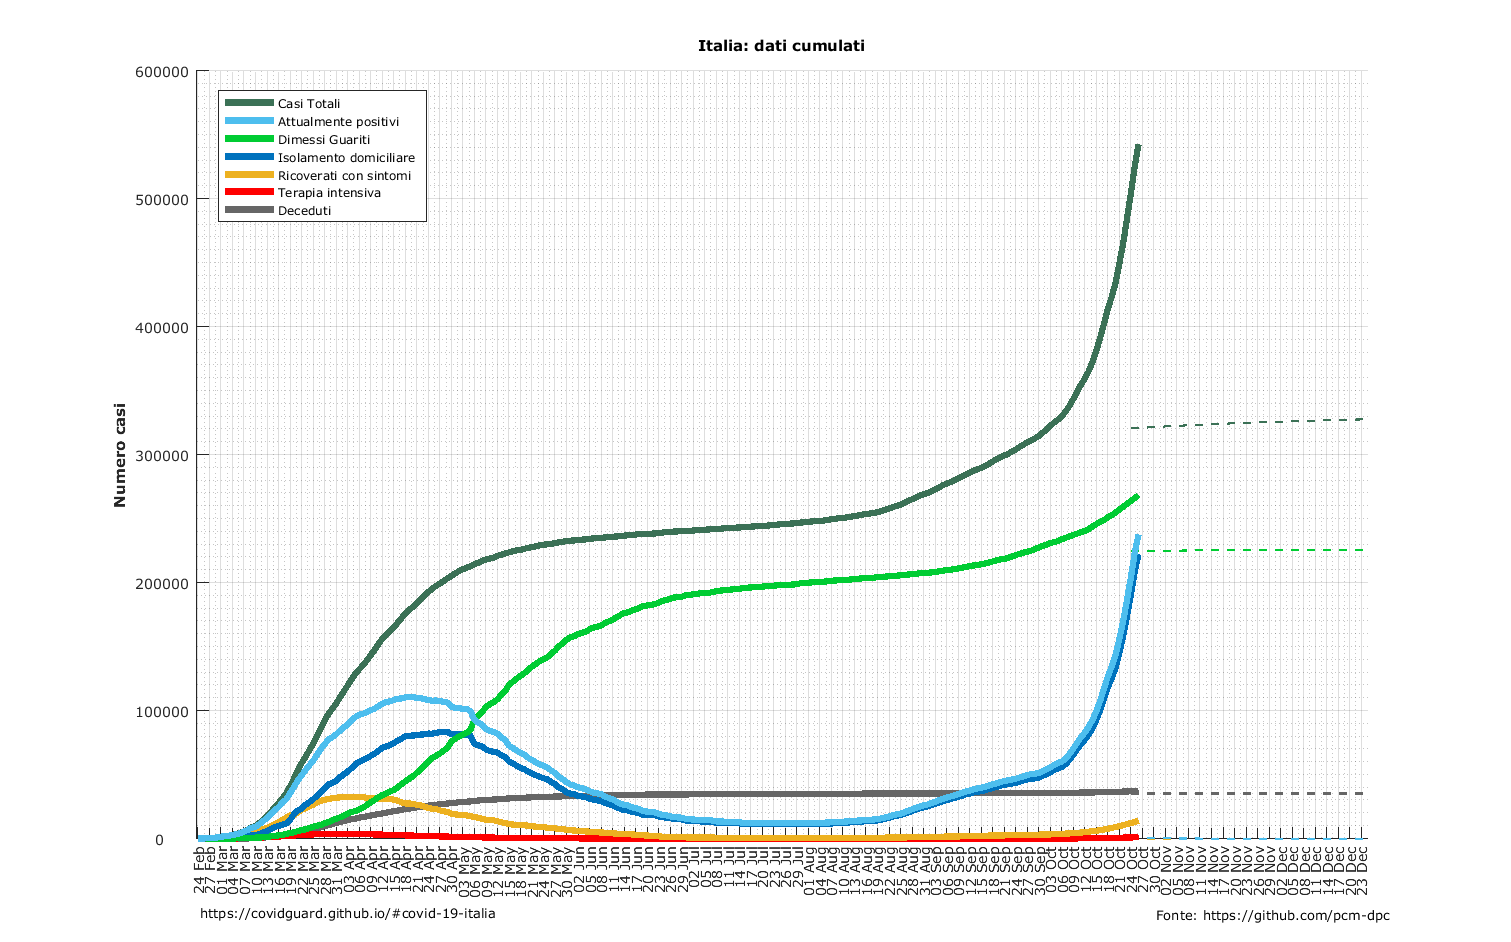 Italia: dati cumulati
600000
500000
400000
300000
200000
100000
0
Numero casi
Casi Totali
Attualmente positivi
Dimessi Guariti
Isolamento domiciliare
Ricoverati con sintomi
Terapia intensiva
Deceduti
24 Feb
27 Feb
01 Mar
04 Mar
07 Mar
10 Mar
13 Mar
16 Mar
19 Mar
22 Mar
25 Mar
28 Mar
31 Mar
03 Apr
06 Apr
09 Apr
12 Apr
15 Apr
18 Apr
21 Apr
24 Apr
27 Apr
30 Apr
03 May
06 May
09 May
12 May
15 May
18 May
21 May
24 May
27 May
30 May
02 Jun
05 Jun
08 Jun
11 Jun
14 Jun
17 Jun
20 Jun
23 Jun
26 Jun
29 Jun
02 Jul
05 Jul
08 Jul
11 Jul
14 Jul
17 Jul
20 Jul
23 Jul
26 Jul
29 Jul
01 Aug
04 Aug
07 Aug
10 Aug
13 Aug
16 Aug
19 Aug
22 Aug
25 Aug
28 Aug
31 Aug
03 Sep
06 Sep
09 Sep
12 Sep
15 Sep
18 Sep
21 Sep
24 Sep
27 Sep
30 Sep
03 Oct
06 Oct
09 Oct
12 Oct
15 Oct
18 Oct
21 Oct
24 Oct
27 Oct
30 Oct
02 Nov
05 Nov
08 Nov
11 Nov
14 Nov
17 Nov
20 Nov
23 Nov
26 Nov
29 Nov
02 Dec
05 Dec
08 Dec
11 Dec
14 Dec
17 Dec
20 Dec
23 Dec
https://covidguard.github.io/#covid-19-italia
Fonte: https://github.com/pcm-dpc